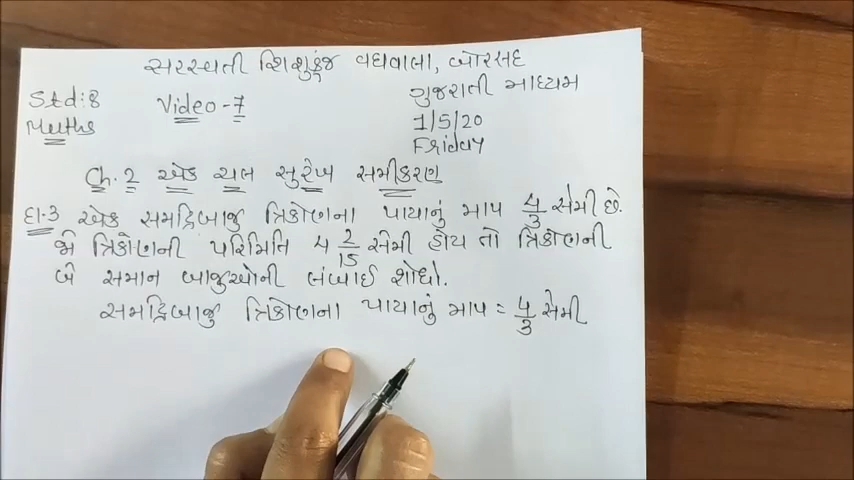 સરસ્વતી શિશુકુંજ વઘવાલા, બોરસદ
Std:8 Video-7 ગુજરાતી માધ્યમ
Maths 1/5/20
Friday
Ch.2 એક ચલ સુરેખ સમીકરણ
દા.3 એક સમદ્વિબાજુ ત્રિકોણના પાયાનું માપ 4/3 સેમી છે.
જો ત્રિકોણની પરિમિતિ 4 2/15 સેમી હોય તો ત્રિકોણની
બે સમાન બાજુઓની લંબાઈ શોધો.
સમદ્વિબાજુ ત્રિકોણના પાયાનું માપ = 4/3 સેમી